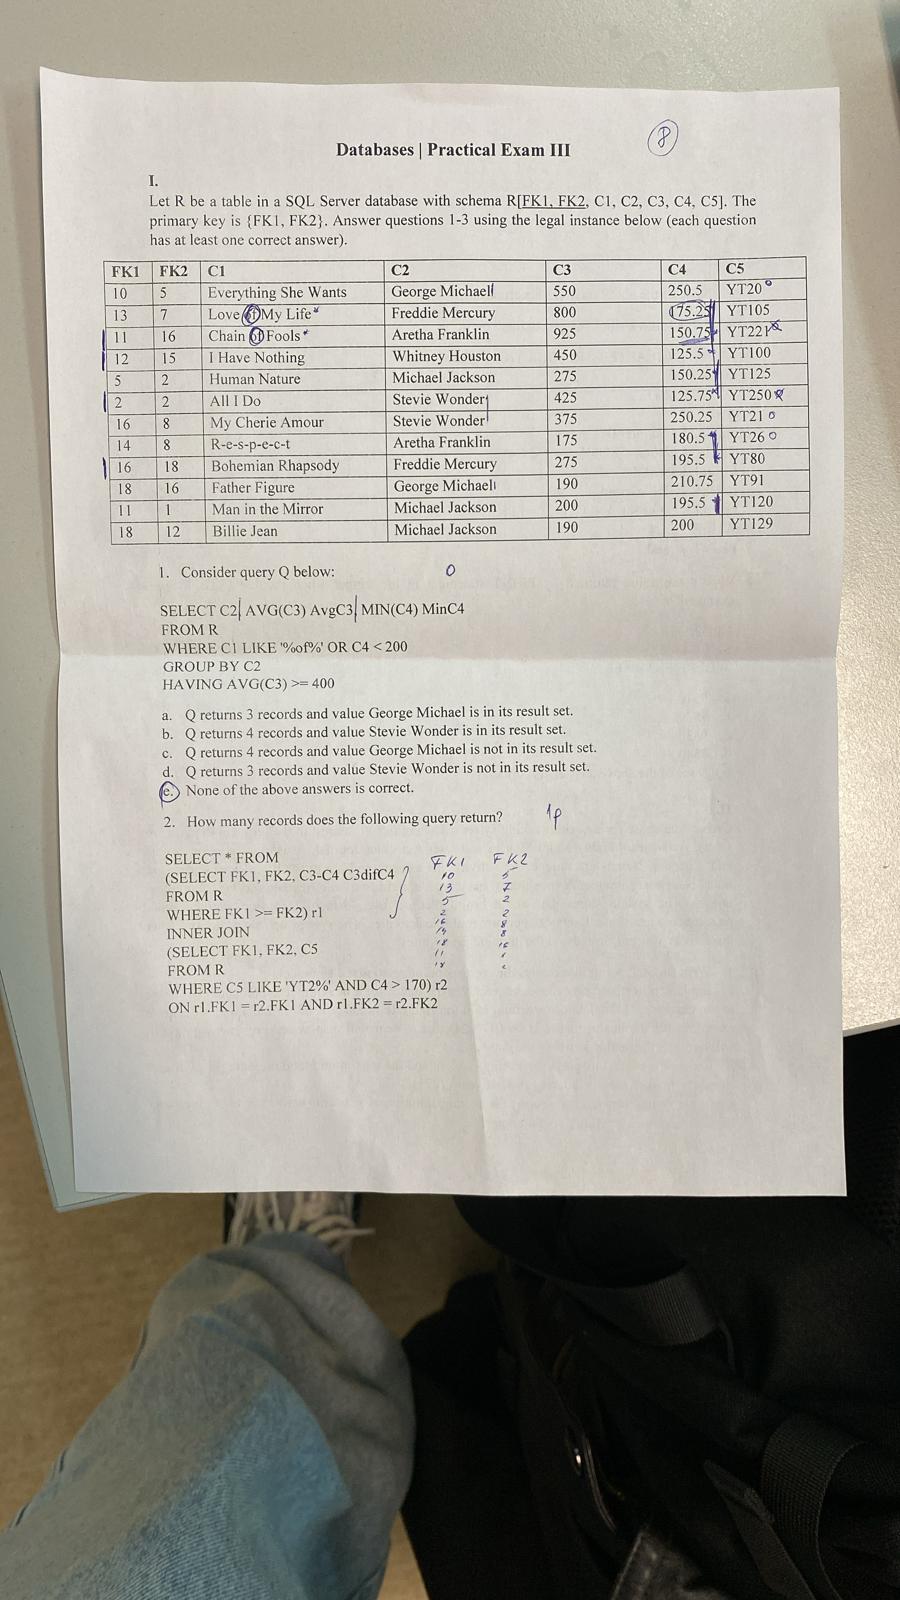 Databases | Practical Exam III
8
I.
Let R be a table in a SQL Server database with schema R[FK1, FK2, C1, C2, C3, C4, C5]. The
primary key is {FK1, FK2}. Answer questions 1-3 using the legal instance below (each question
has at least one correct answer).
FK1 FK2 C1 C2 C3 C4 C5
10 5 Everything She Wants George Michael 550 250.5 YT20
13 7 Love of My Life Freddie Mercury 800 175.25 YT105
11 16 Chain of Fools Aretha Franklin 925 150.75 YT221
12 15 I Have Nothing Whitney Houston 450 125.5 YT100
5 2 Human Nature Michael Jackson 275 150.25 YT125
2 2 All I Do Stevie Wonder 425 125.75 YT250
16 8 My Cherie Amour Stevie Wonder 375 250.25 YT21
14 8 R-e-s-p-e-c-t Aretha Franklin 175 180.5 YT26
16 18 Bohemian Rhapsody Freddie Mercury 275 195.5 YT80
18 16 Father Figure George Michael 190 210.75 YT91
11 1 Man in the Mirror Michael Jackson 200 195.5 YT120
18 12 Billie Jean Michael Jackson 190 200 YT129
1. Consider query Q below: 0
SELECT C2, AVG(C3) AvgC3, MIN(C4) MinC4
FROM R
WHERE C1 LIKE '%of%' OR C4 < 200
GROUP BY C2
HAVING AVG(C3) >= 400
a. Q returns 3 records and value George Michael is in its result set.
b. Q returns 4 records and value Stevie Wonder is in its result set.
c. Q returns 4 records and value George Michael is not in its result set.
d. Q returns 3 records and value Stevie Wonder is not in its result set.
e. None of the above answers is correct.
2. How many records does the following query return? 1p
SELECT * FROM FK1 FK2
(SELECT FK1, FK2, C3-C4 C3difC4 10 5
FROM R 13 7
5 2
WHERE FK1 >= FK2) r1 2 2
16 8
INNER JOIN 14 8
18 16
(SELECT FK1, FK2, C5 11 1
FROM R 18
WHERE C5 LIKE 'YT2%' AND C4 > 170) r2
ON r1.FK1 = r2.FK1 AND r1.FK2 = r2.FK2